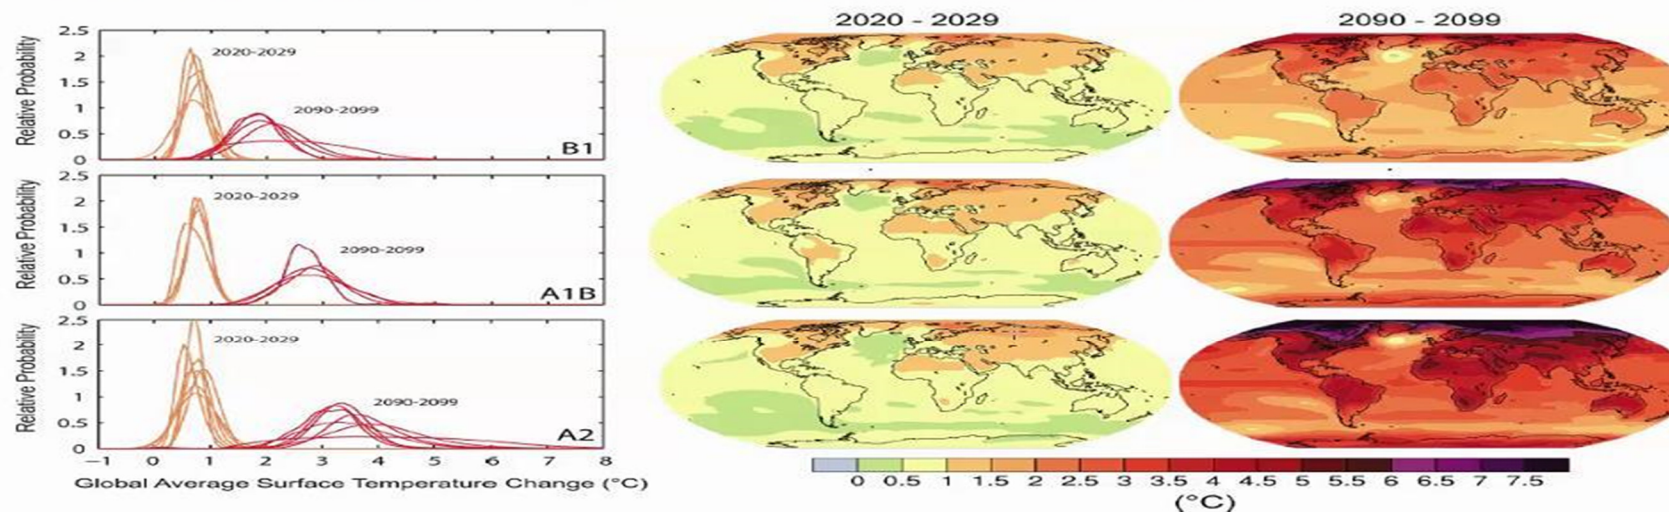 2020 - 2029
2090 - 2099
2.5
2
1.5
1
0.5
0
Relative Probability
2020-2029
2090-2099
B1
2.5
2
1.5
1
0.5
0
Relative Probability
2020-2029
2090-2099
A1B
2.5
2
1.5
1
0.5
0
Relative Probability
2020-2029
2090-2099
A2
−1 0 1 2 3 4 5 6 7 8
Global Average Surface Temperature Change (°C)
0 0.5 1 1.5 2 2.5 3 3.5 4 4.5 5 5.5 6 6.5 7 7.5
(°C)